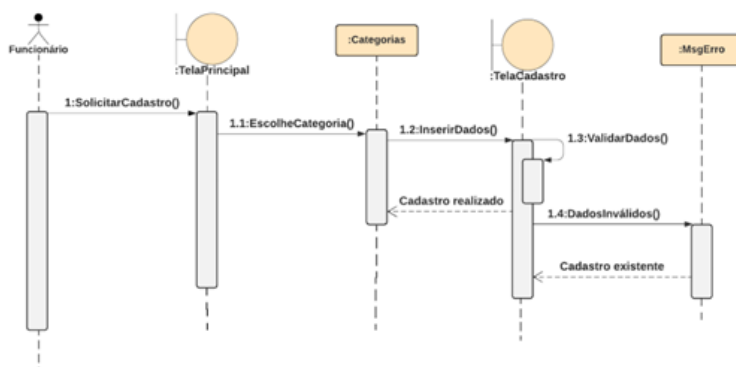 :Categorias
Funcionário
:MsgErro
:TelaPrincipal
:TelaCadastro
1:SolicitarCadastro()
1.1:EscolheCategoria()
1.2:InserirDados()
1.3:ValidarDados()
Cadastro realizado
1.4:DadosInválidos()
Cadastro existente